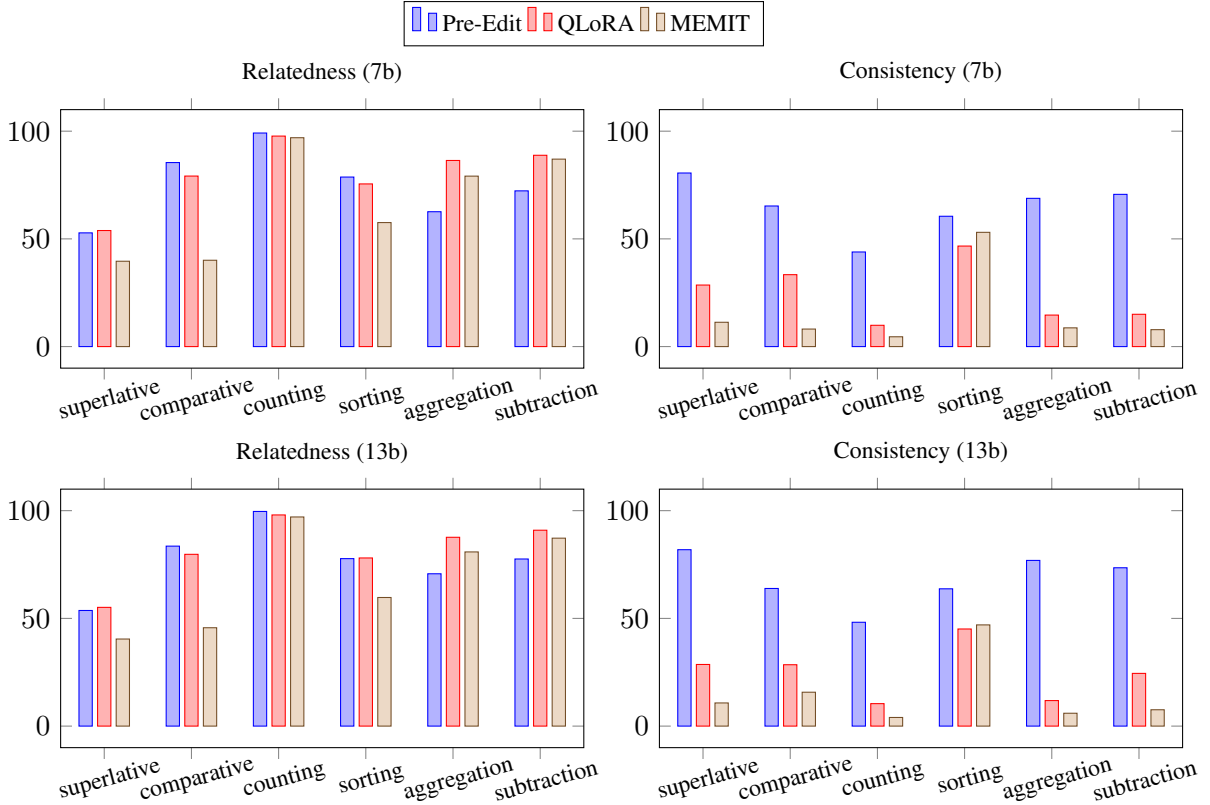 Pre-Edit QLoRA MEMIT
Relatedness (7b)
100
50
0
superlative comparative counting sorting aggregation subtraction
Consistency (7b)
100
50
0
superlative comparative counting sorting aggregation subtraction
Relatedness (13b)
100
50
0
superlative comparative counting sorting aggregation subtraction
Consistency (13b)
100
50
0
superlative comparative counting sorting aggregation subtraction